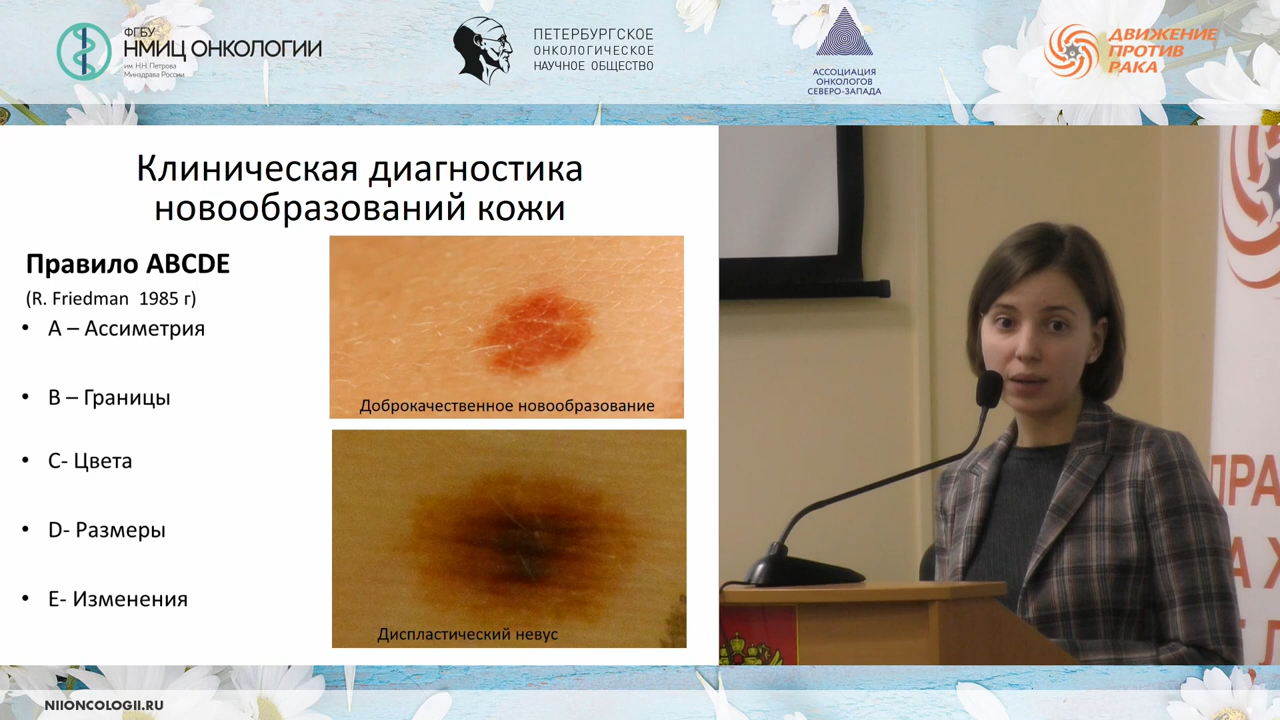 ФГБУ
НМИЦ ОНКОЛОГИИ
им. Н.Н. Петрова
Минздрава России
ПЕТЕРБУРГСКОЕ
ОНКОЛОГИЧЕСКОЕ
НАУЧНОЕ ОБЩЕСТВО
АССОЦИАЦИЯ
ОНКОЛОГОВ
СЕВЕРО-ЗАПАДА
ДВИЖЕНИЕ
ПРОТИВ
РАКА
Клиническая диагностика
новообразований кожи
Правило ABCDE
(R. Friedman 1985 г)
• A – Ассиметрия
• B – Границы
• C- Цвета
• D- Размеры
• E- Изменения
Доброкачественное новообразование
Диспластический невус
NIIONCOLOGII.RU